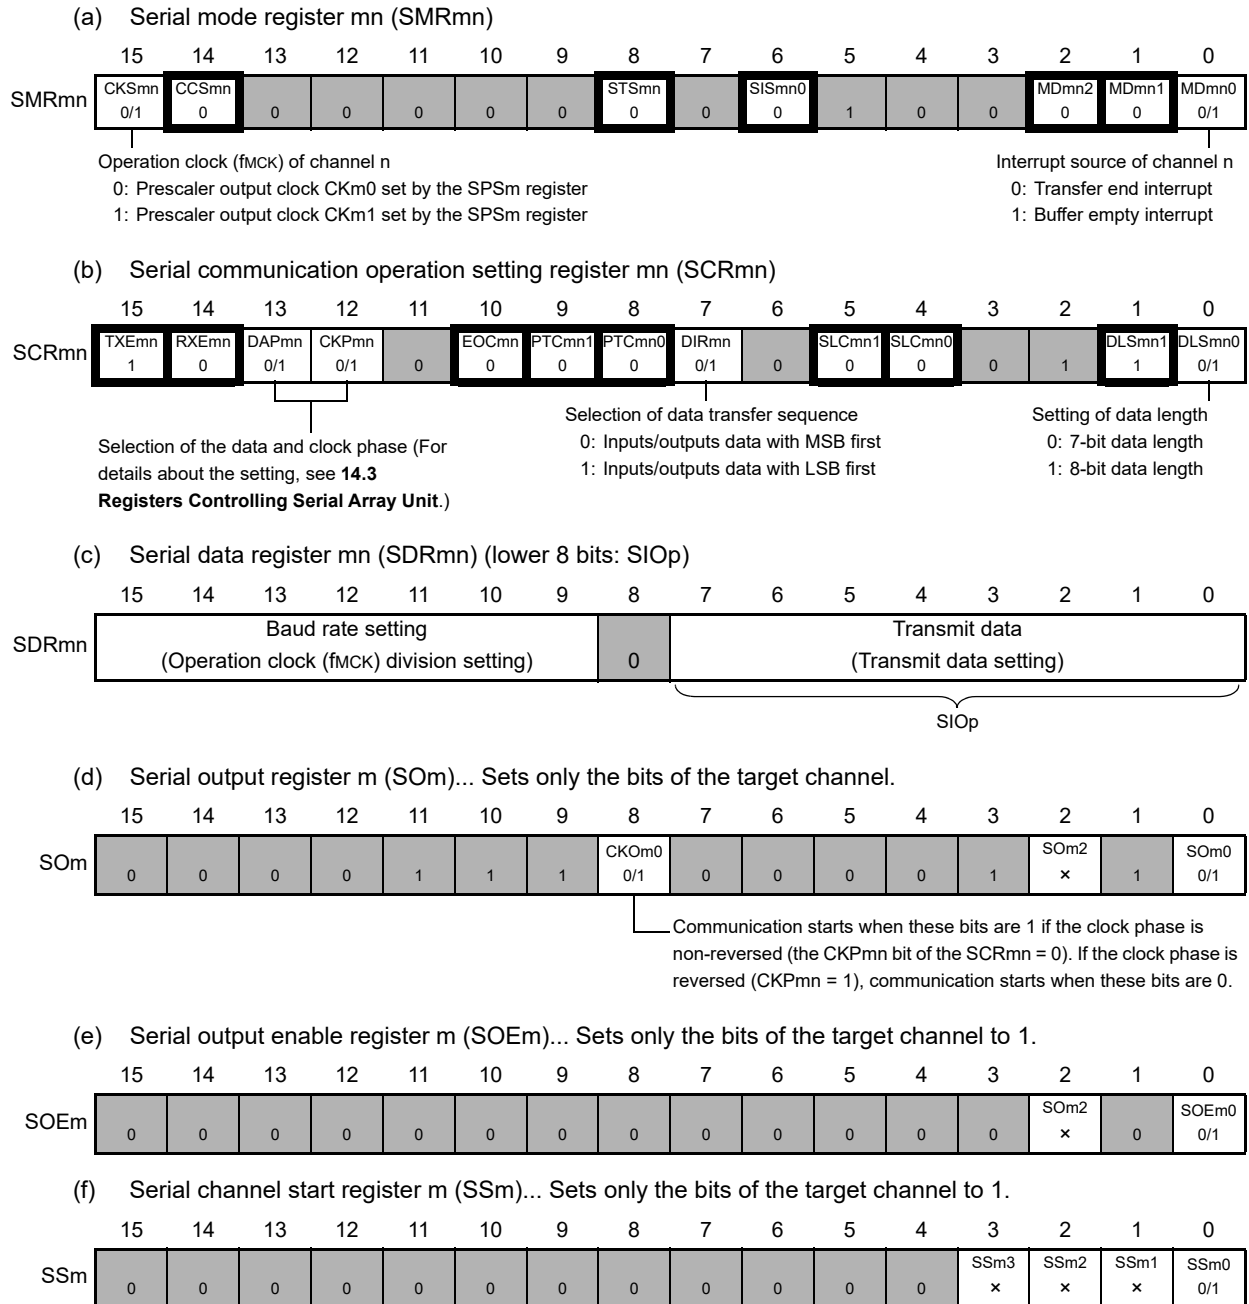 (a) Serial mode register mn (SMRmn)
15 14 13 12 11 10 9 8 7 6 5 4 3 2 1 0
SMRmn
CKSmn CCSmn STSmn SISmn0 MDmn2 MDmn1 MDmn0
0/1 0 0 0 0 0 0 0 0 0 1 0 0 0 0 0/1
Operation clock (fMCK) of channel n
0: Prescaler output clock CKm0 set by the SPSm register
1: Prescaler output clock CKm1 set by the SPSm register
Interrupt source of channel n
0: Transfer end interrupt
1: Buffer empty interrupt
(b) Serial communication operation setting register mn (SCRmn)
15 14 13 12 11 10 9 8 7 6 5 4 3 2 1 0
SCRmn
TXEmn RXEmn DAPmn CKPmn EOCmn PTCmn1 PTCmn0 DIRmn SLCmn1 SLCmn0 DLSmn1 DLSmn0
1 0 0/1 0/1 0 0 0 0 0/1 0 0 0 0 1 1 0/1
Selection of the data and clock phase (For
details about the setting, see 14.3
Registers Controlling Serial Array Unit.)
Selection of data transfer sequence
0: Inputs/outputs data with MSB first
1: Inputs/outputs data with LSB first
Setting of data length
0: 7-bit data length
1: 8-bit data length
(c) Serial data register mn (SDRmn) (lower 8 bits: SIOp)
15 14 13 12 11 10 9 8 7 6 5 4 3 2 1 0
SDRmn
Baud rate setting
(Operation clock (fMCK) division setting)
0
Transmit data
(Transmit data setting)
SIOp
(d) Serial output register m (SOm)... Sets only the bits of the target channel.
15 14 13 12 11 10 9 8 7 6 5 4 3 2 1 0
SOm
CKOm0 SOm2 SOm0
0 0 0 0 1 1 1 0/1 0 0 0 0 1 × 1 0/1
Communication starts when these bits are 1 if the clock phase is
non-reversed (the CKPmn bit of the SCRmn = 0). If the clock phase is
reversed (CKPmn = 1), communication starts when these bits are 0.
(e) Serial output enable register m (SOEm)... Sets only the bits of the target channel to 1.
15 14 13 12 11 10 9 8 7 6 5 4 3 2 1 0
SOEm
SOm2 SOEm0
0 0 0 0 0 0 0 0 0 0 0 0 0 × 0 0/1
(f) Serial channel start register m (SSm)... Sets only the bits of the target channel to 1.
15 14 13 12 11 10 9 8 7 6 5 4 3 2 1 0
SSm
SSm3 SSm2 SSm1 SSm0
0 0 0 0 0 0 0 0 0 0 0 0 × × × 0/1